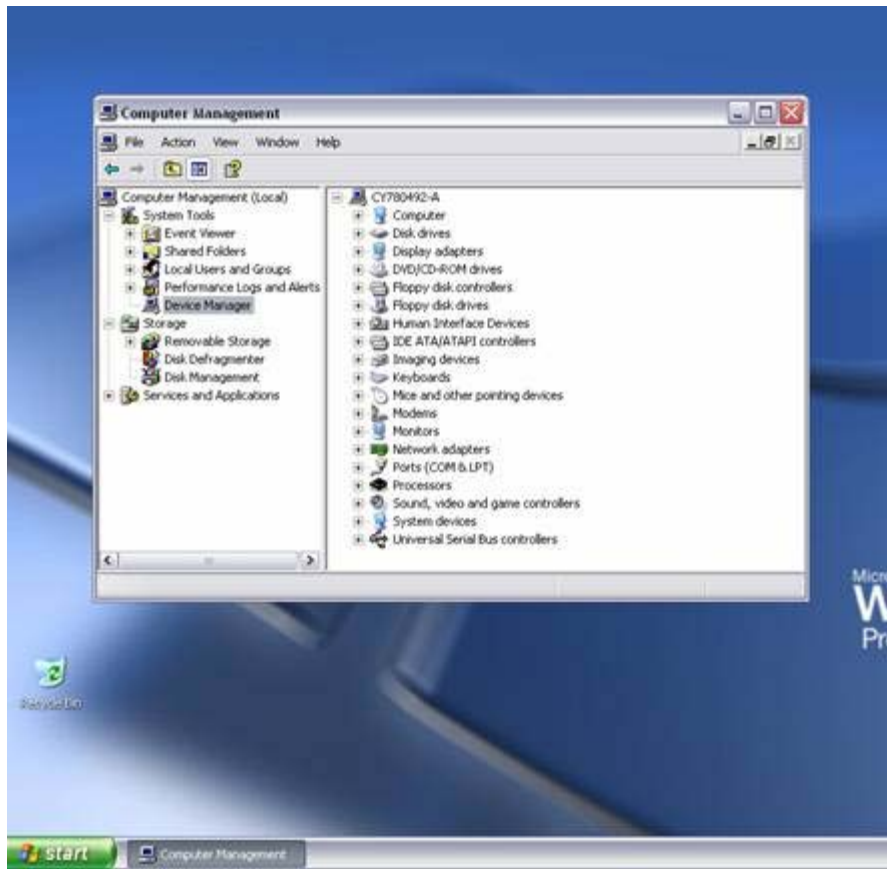 Computer Management
File Action View Window Help
Computer Management (Local)
System Tools
Event Viewer
Shared Folders
Local Users and Groups
Performance Logs and Alerts
Device Manager
Storage
Removable Storage
Disk Defragmenter
Disk Management
Services and Applications
CY780492-A
Computer
Disk drives
Display adapters
DVD/CD-ROM drives
Floppy disk controllers
Floppy disk drives
Human Interface Devices
IDE ATA/ATAPI controllers
Imaging devices
Keyboards
Mice and other pointing devices
Modems
Monitors
Network adapters
Ports (COM & LPT)
Processors
Sound, video and game controllers
System devices
Universal Serial Bus controllers
Micro
W
Pr
Recycle Bin
start
Computer Management